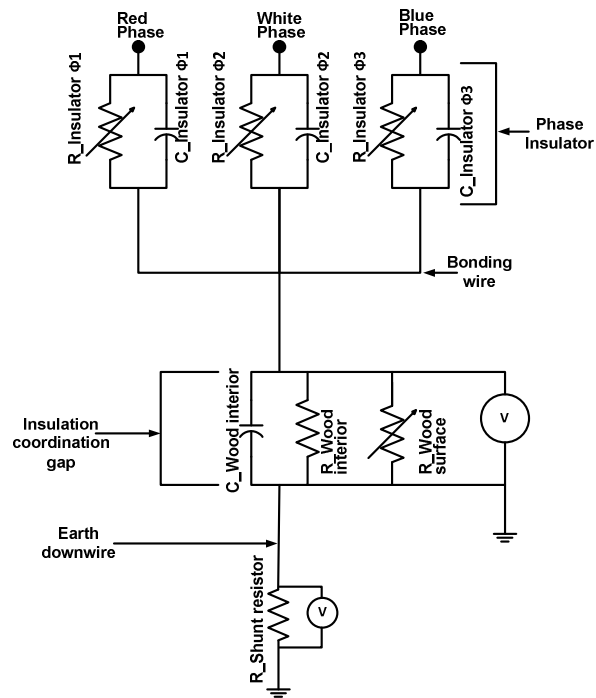 Red
Phase
White
Phase
Blue
Phase
R_Insulator Φ1
C_Insulator Φ1
R_Insulator Φ2
C_Insulator Φ2
R_Insulator Φ3
C_Insulator Φ3
Phase
Insulator
Bonding
wire
Insulation
coordination
gap
C_Wood interior
R_Wood
interior
R_Wood
surface
V
Earth
downwire
R_Shunt resistor
V